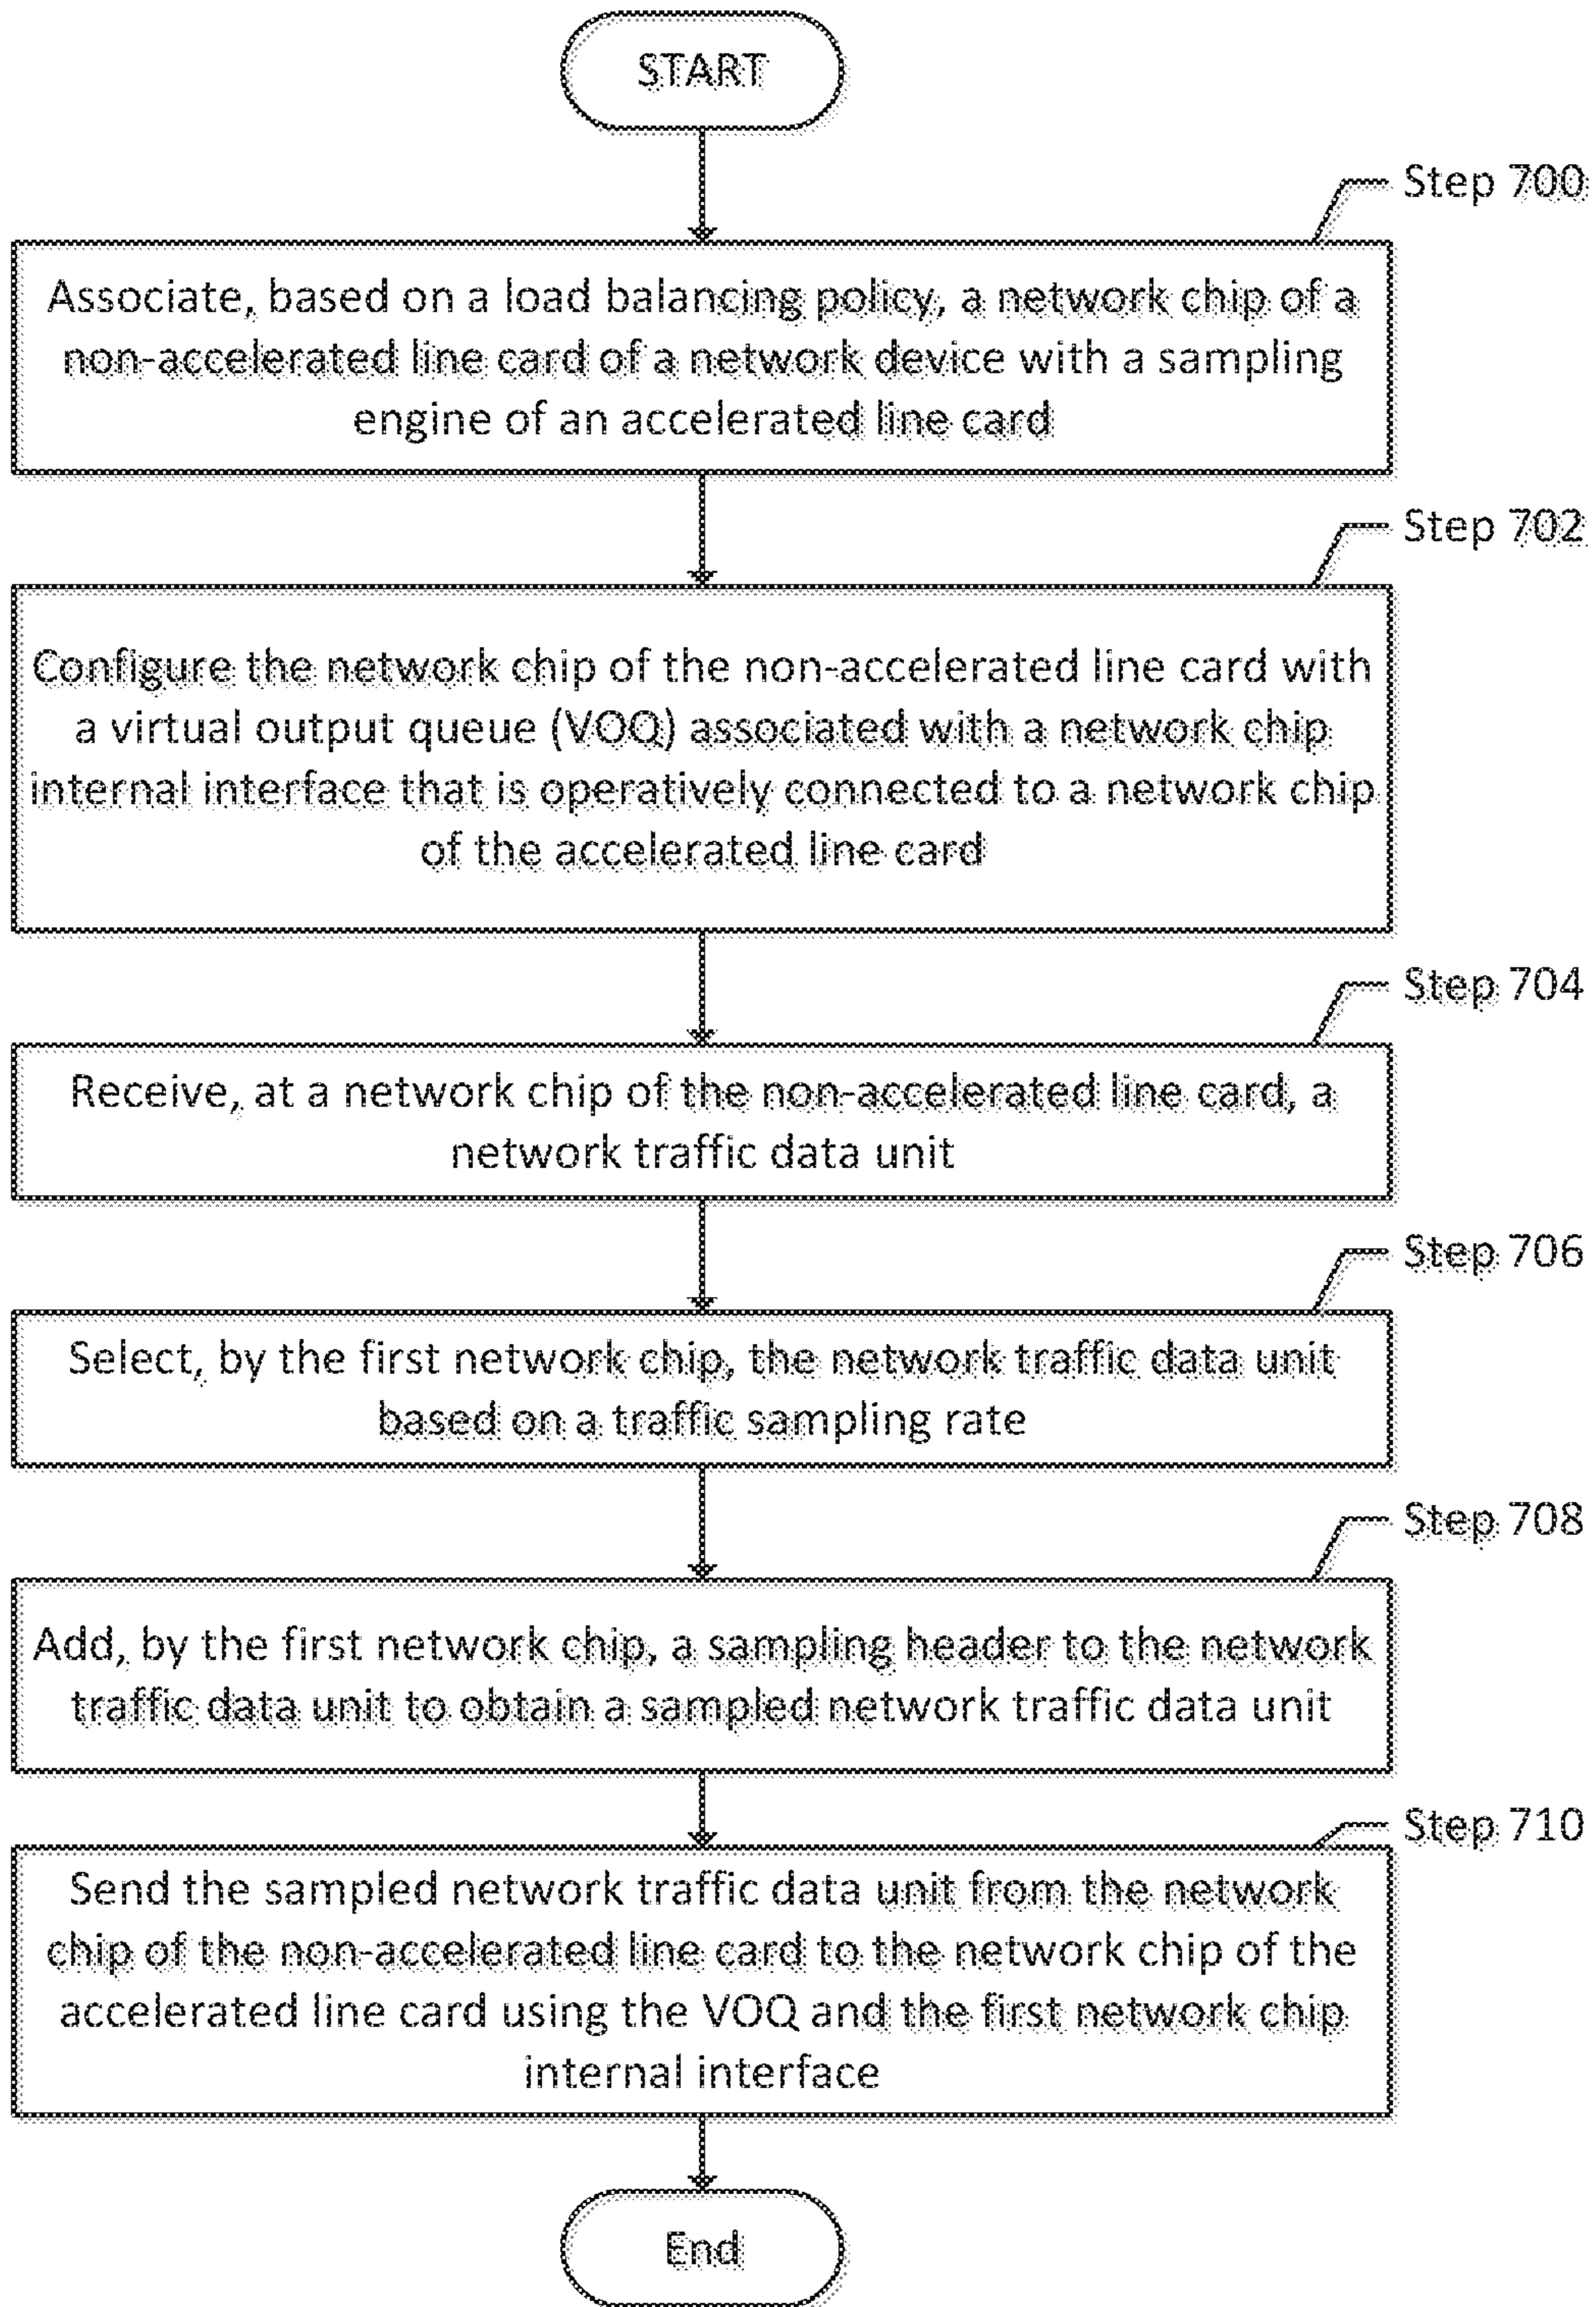 START
Step 700
Associate, based on a load balancing policy, a network chip of a
non-accelerated line card of a network device with a sampling
engine of an accelerated line card
Step 702
Configure the network chip of the non-accelerated line card with
a virtual output queue (VOQ) associated with a network chip
internal interface that is operatively connected to a network chip
of the accelerated line card
Step 704
Receive, at a network chip of the non-accelerated line card, a
network traffic data unit
Step 706
Select, by the first network chip, the network traffic data unit
based on a traffic sampling rate
Step 708
Add, by the first network chip, a sampling header to the network
traffic data unit to obtain a sampled network traffic data unit
Step 710
Send the sampled network traffic data unit from the network
chip of the non-accelerated line card to the network chip of the
accelerated line card using the VOQ and the first network chip
internal interface
End